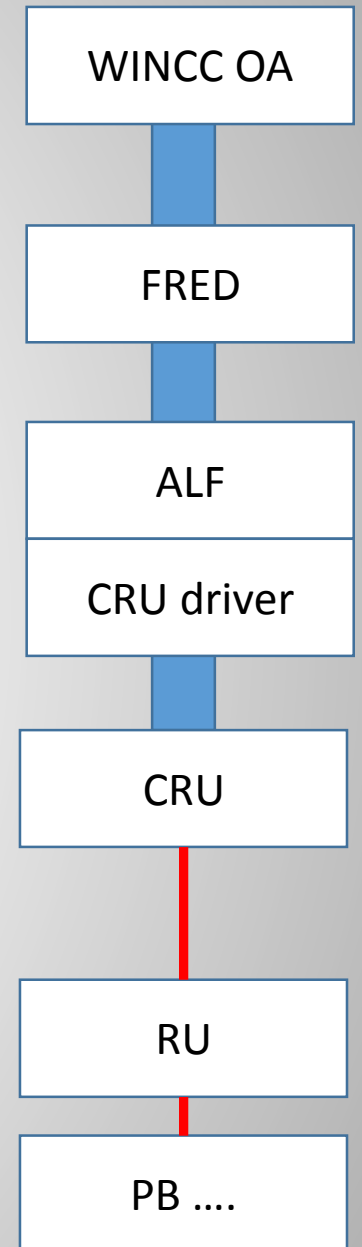 WINCC OA
FRED
ALF
CRU driver
CRU
RU
PB ....